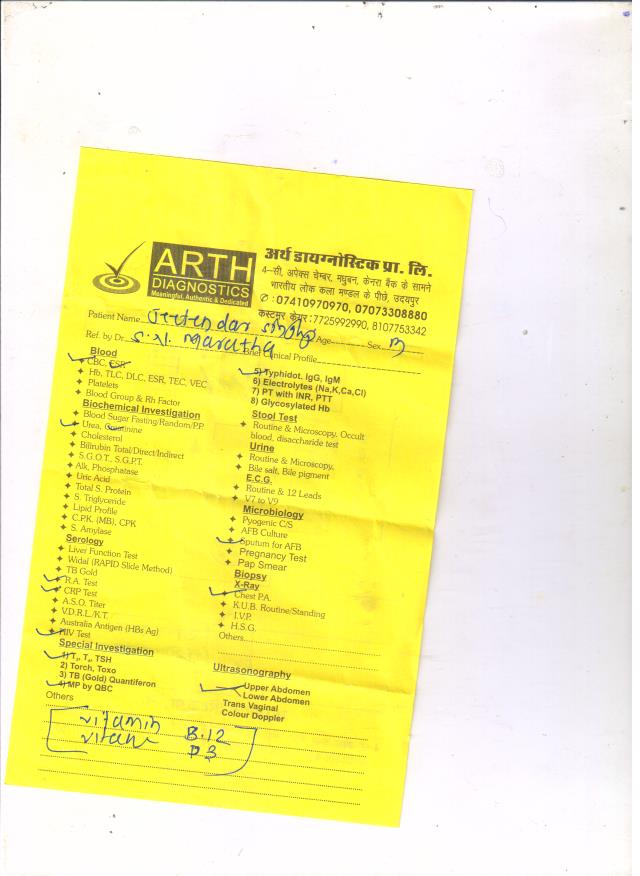 ARTH
DIAGNOSTICS
Meaningful, Authentic & Dedicated
अर्थ डायग्नोस्टिक प्रा. लि.
4-सी, अपेक्स चेम्बर, मधुबन, केनरा बैंक के सामने
भारतीय लोक कला मण्डल के पीछे, उदयपुर
✆ : 07410970970, 07073308880
कस्टमर केयर : 7725992990, 8107753342
Patient Name Jeetendar Singh Age Sex m
Ref. by Dr. S.N. Maratha Brief Clinical Profile
Blood
CBC, ESR
Hb, TLC, DLC, ESR, TEC, VEC
Platelets
Blood Group & Rh Factor
Biochemical Investigation
Blood Suger Fasting/Random/P.P.
Urea, Creatinine
Cholesterol
Bilirubin Total/Direct/Indirect
S.G.O.T., S.G.P.T.
Alk, Phosphatase
Uric Acid
Total S. Protein
S. Triglyceride
Lipid Profile
C.P.K. (MB), CPK
S. Amylase
Serology
Liver Function Test
Widal (RAPID Slide Method)
TB Gold
R.A. Test
CRP Test
A.S.O. Titer
V.D.R.L./K.T.
Australia Antigen (HBs Ag)
HIV Test
Special Investigation
1) T₃, T₄, TSH
2) Torch, Toxo
3) TB (Gold) Quantiferon
4) MP by QBC
Others
5) Typhidot. IgG, IgM
6) Electrolytes (Na,K,Ca,Cl)
7) PT with INR, PTT
8) Glycosylated Hb
Stool Test
Routine & Microscopy, Occult
blood, disaccharide test
Urine
Routine & Microscopy,
Bile salt, Bile pigment
E.C.G.
Routine & 12 Leads
V7 to V9
Microbiology
Pyogenic C/S
AFB Culture
Sputum for AFB
Pregnancy Test
Pap Smear
Biopsy
X-Ray
Chest P.A.
K.U.B. Routine/Standing
I.V.P.
H.S.G.
Others
Ultrasonography
Upper Abdomen
Lower Abdomen
Trans Vaginal
Colour Doppler
vitamin B.12
D3